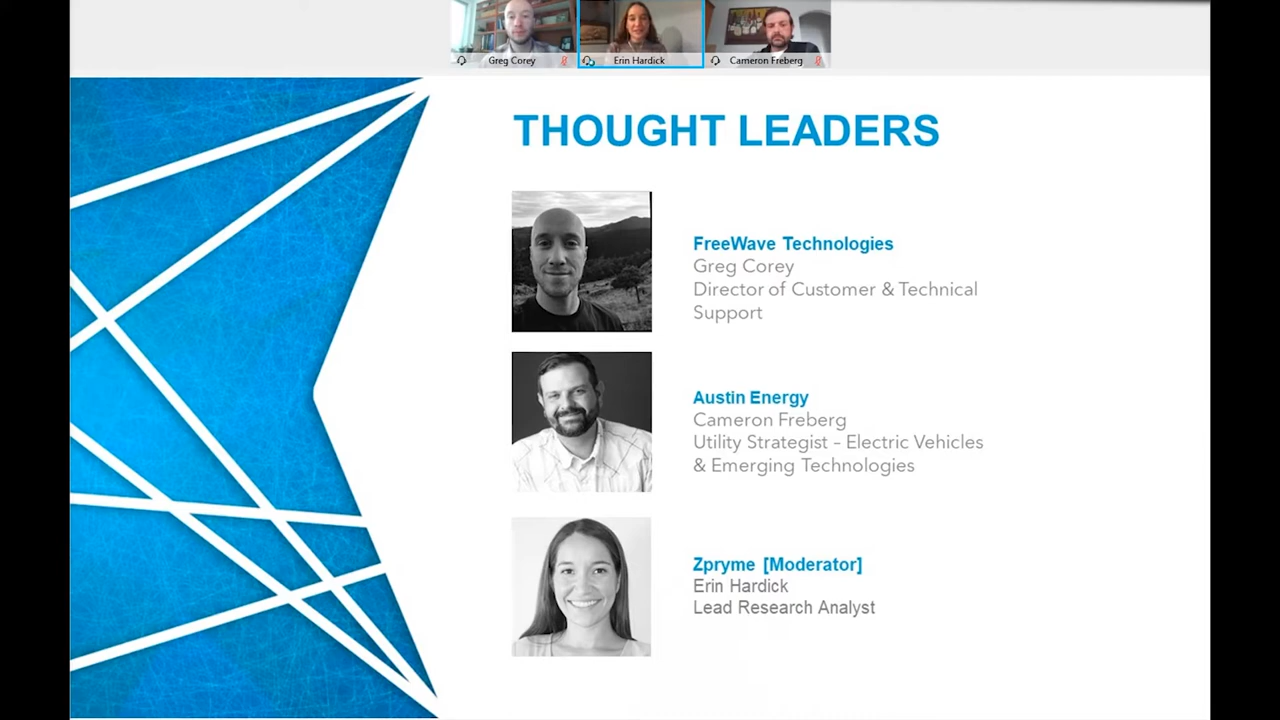 Greg Corey
Erin Hardick
Cameron Freberg
THOUGHT LEADERS
FreeWave Technologies
Greg Corey
Director of Customer & Technical
Support
Austin Energy
Cameron Freberg
Utility Strategist – Electric Vehicles
& Emerging Technologies
Zpryme [Moderator]
Erin Hardick
Lead Research Analyst